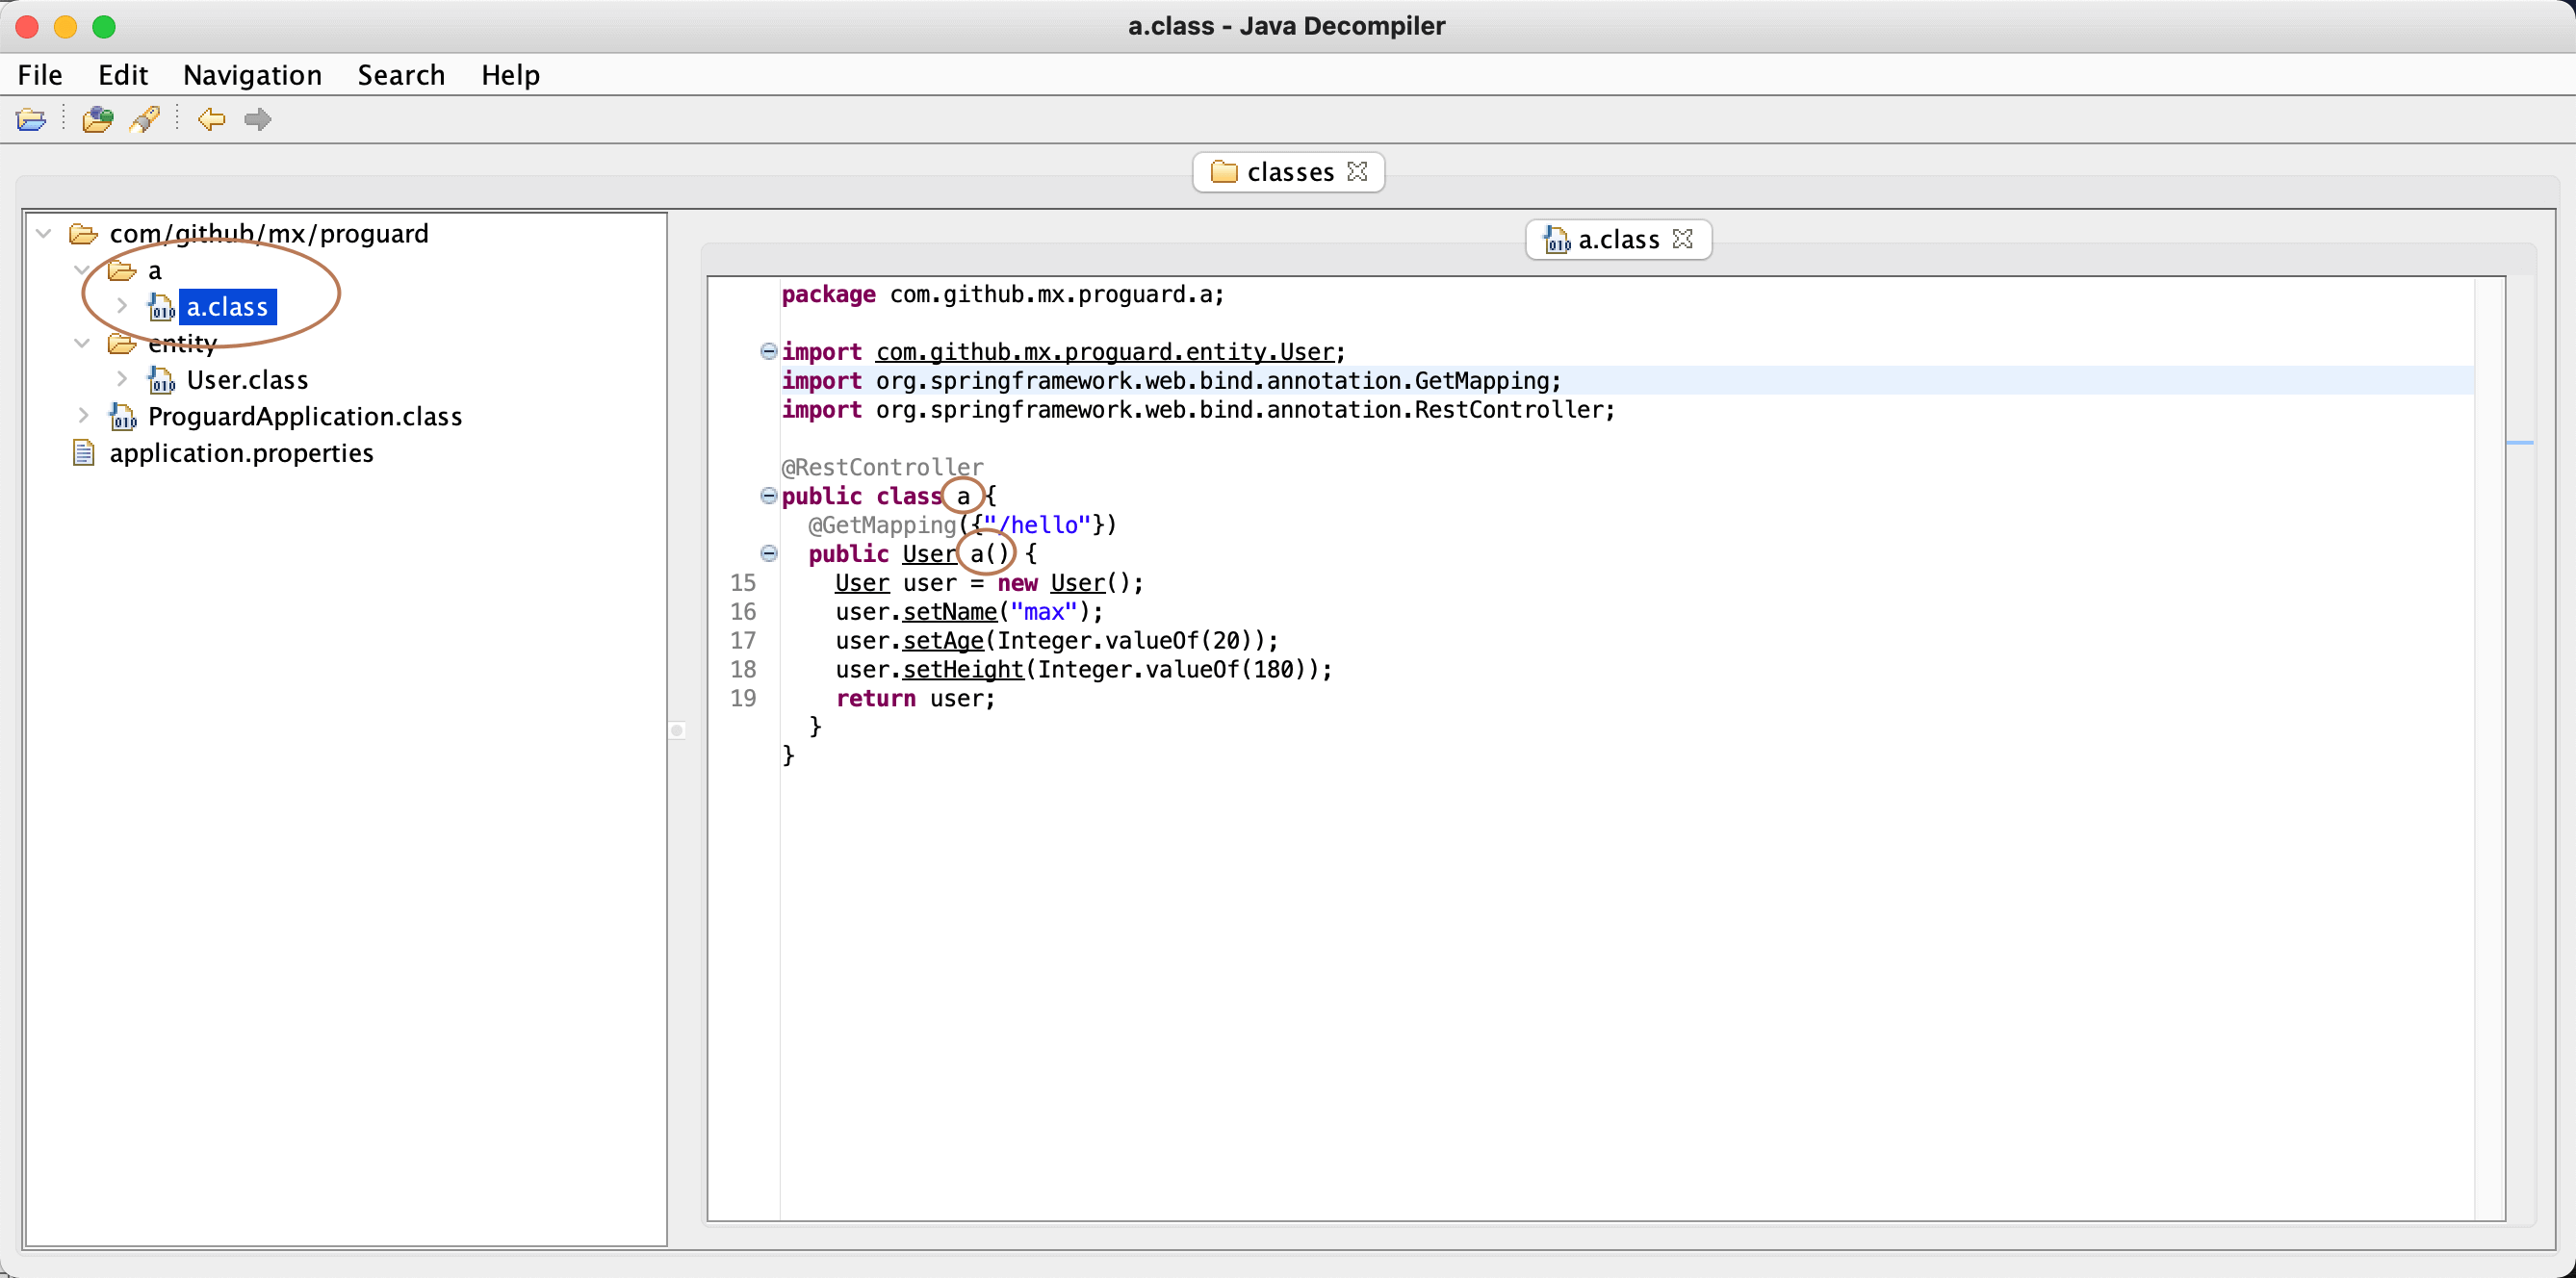 a.class - Java Decompiler
File Edit Navigation Search Help
classes
com/github/mx/proguard
a
a.class
entity
User.class
ProguardApplication.class
application.properties
a.class
package com.github.mx.proguard.a;
import com.github.mx.proguard.entity.User;
import org.springframework.web.bind.annotation.GetMapping;
import org.springframework.web.bind.annotation.RestController;
@RestController
public class a {
@GetMapping({"/hello"})
public User a() {
15 User user = new User();
16 user.setName("max");
17 user.setAge(Integer.valueOf(20));
18 user.setHeight(Integer.valueOf(180));
19 return user;
}
}